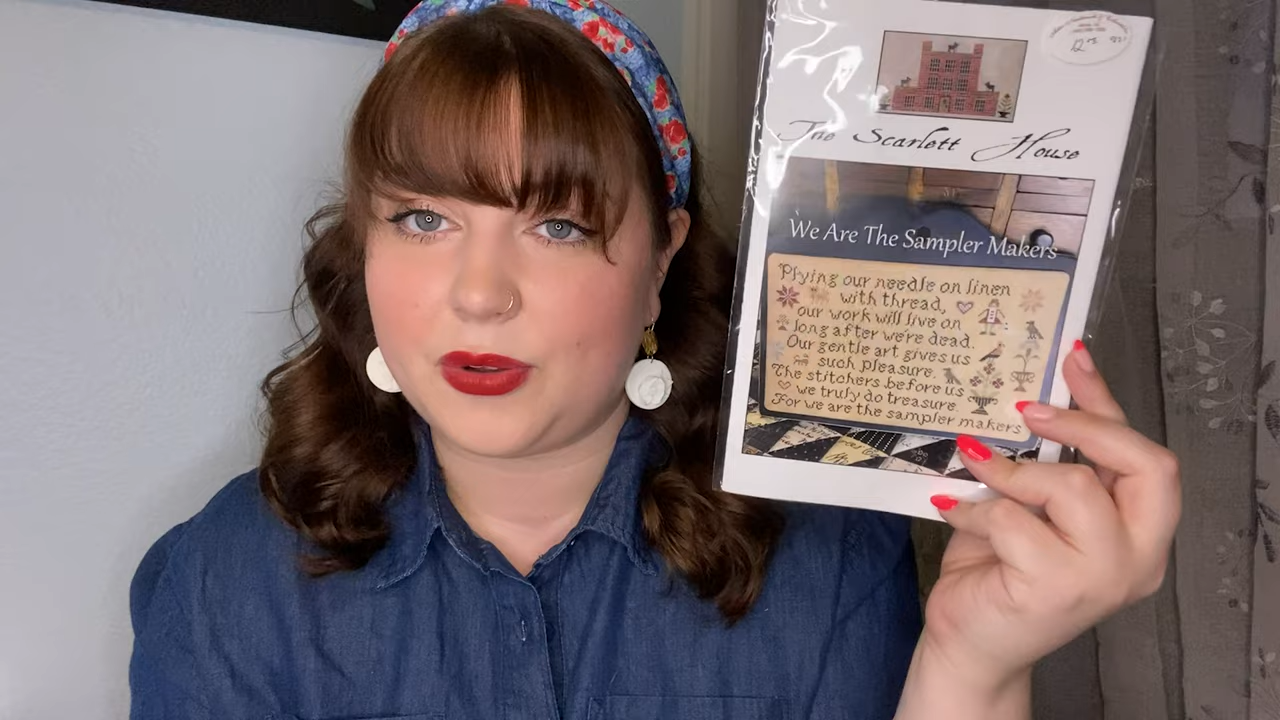 The Scarlett House
We Are The Sampler Makers
Plying our needle on linen
with thread,
our work will live on
long after we're dead.
Our gentle art gives us
such pleasure.
The stitchers before us
we truly do treasure.
For we are the sampler makers